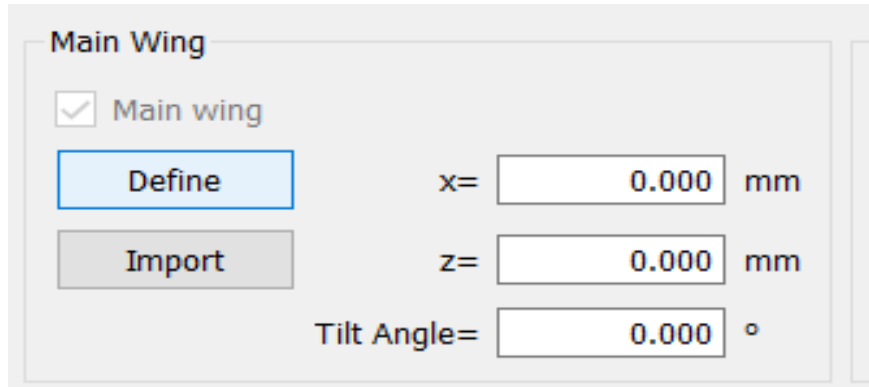 Main Wing
Main wing
Define x= 0.000 mm
Import z= 0.000 mm
Tilt Angle= 0.000 °